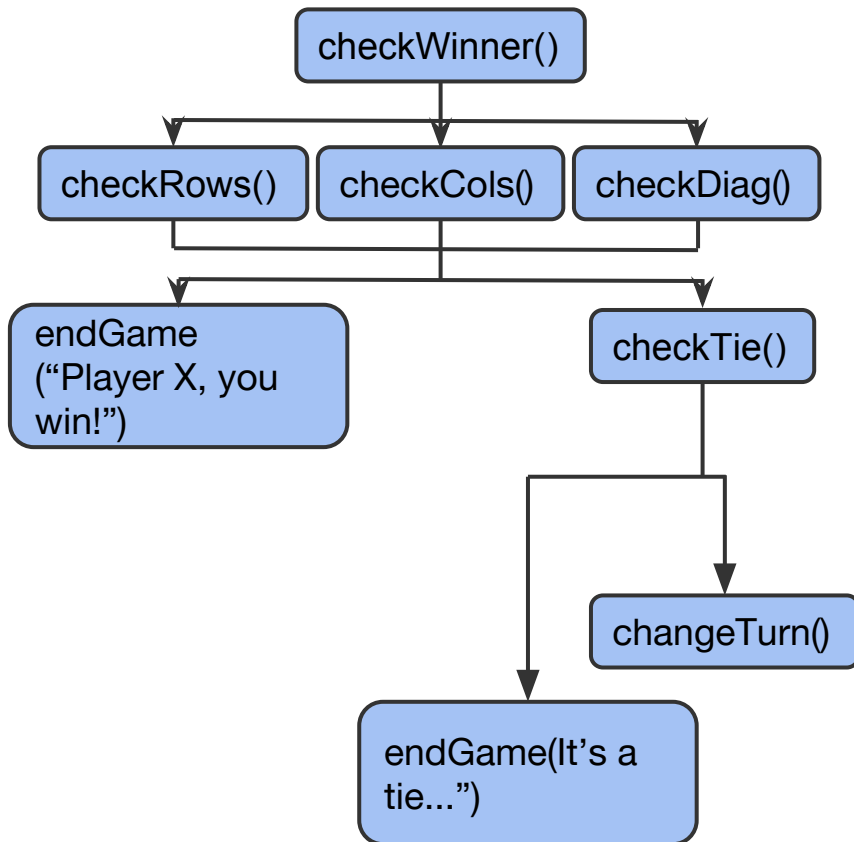 checkWinner()
checkRows()
checkCols()
checkDiag()
endGame
(“Player X, you
win!”)
checkTie()
changeTurn()
endGame(It’s a
tie...”)